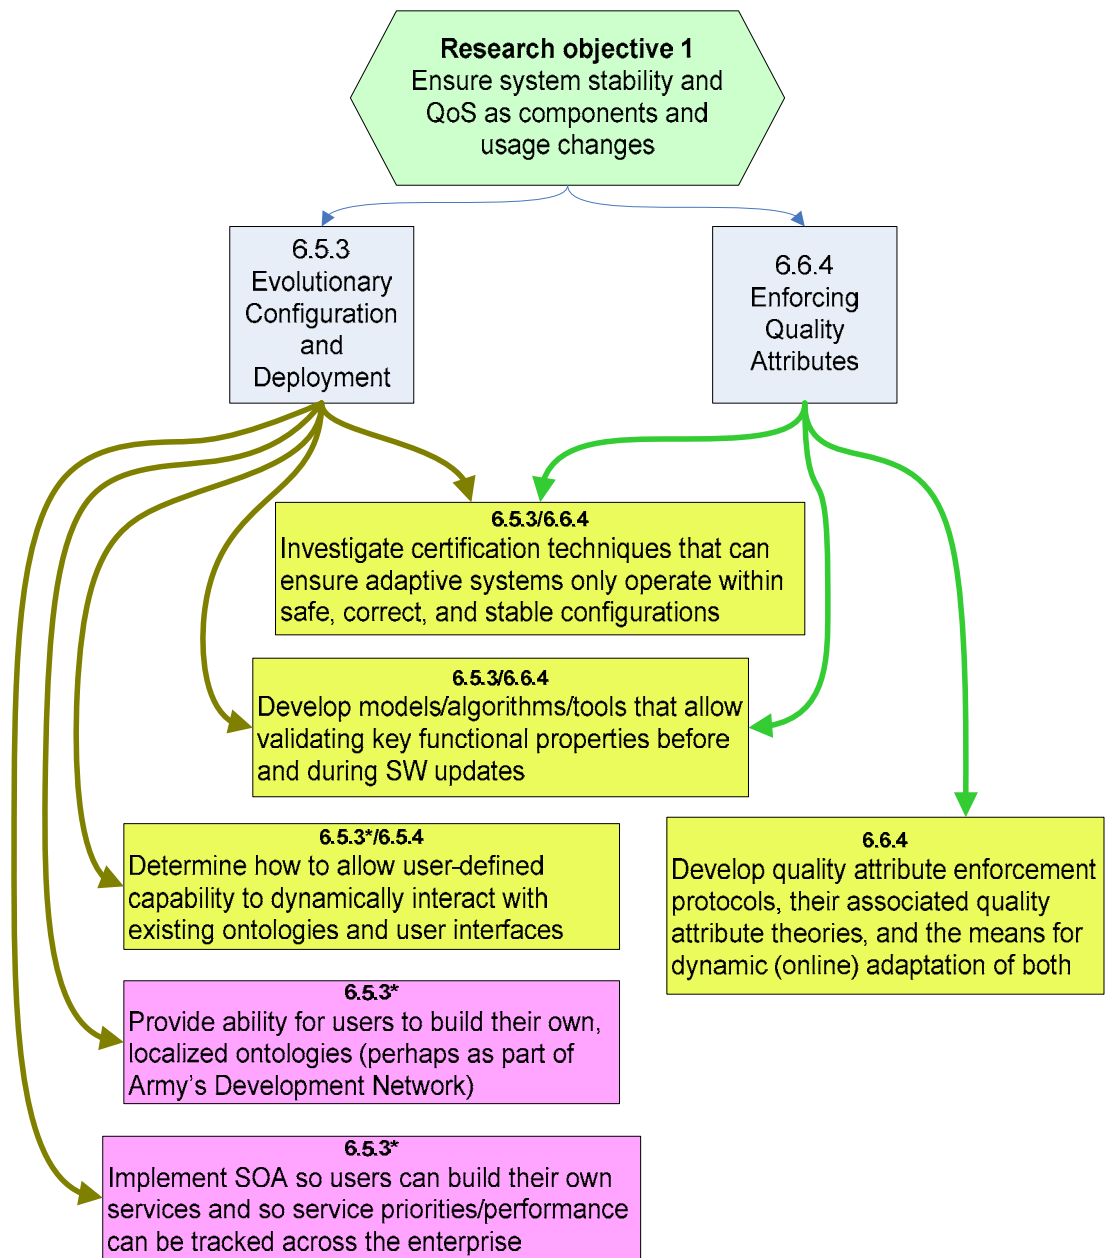 Research objective 1
Ensure system stability and
QoS as components and
usage changes
6.5.3
Evolutionary
Configuration
and
Deployment
6.6.4
Enforcing
Quality
Attributes
6.5.3/6.6.4
Investigate certification techniques that can
ensure adaptive systems only operate within
safe, correct, and stable configurations
6.5.3/6.6.4
Develop models/algorithms/tools that allow
validating key functional properties before
and during SW updates
6.5.3*/6.5.4
Determine how to allow user-defined
capability to dynamically interact with
existing ontologies and user interfaces
6.6.4
Develop quality attribute enforcement
protocols, their associated quality
attribute theories, and the means for
dynamic (online) adaptation of both
6.5.3*
Provide ability for users to build their own,
localized ontologies (perhaps as part of
Army's Development Network)
6.5.3*
Implement SOA so users can build their own
services and so service priorities/performance
can be tracked across the enterprise